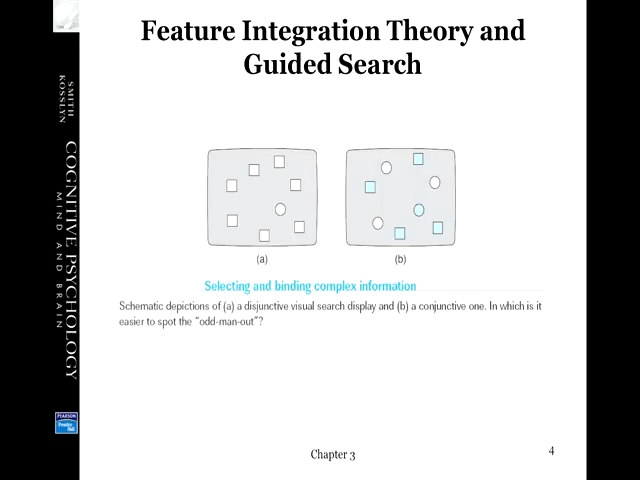 Feature Integration Theory and
Guided Search
SMITH
KOSSLYN
COGNITIVE PSYCHOLOGY
MIND AND BRAIN
(a)
(b)
Selecting and binding complex information
Schematic depictions of (a) a disjunctive visual search display and (b) a conjunctive one. In which is it
easier to spot the “odd-man-out”?
PEARSON
Prentice
Hall
Chapter 3
4